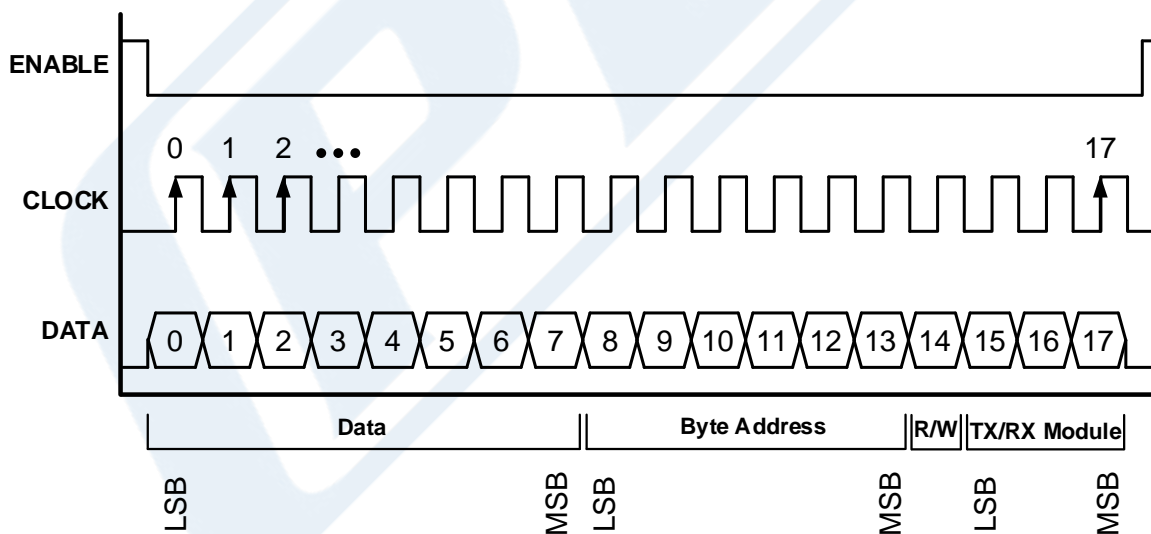 ENABLE
0 1 2 ••• 17
CLOCK
DATA 0 1 2 3 4 5 6 7 8 9 10 11 12 13 14 15 16 17
Data Byte Address R/W TX/RX Module
LSB MSB LSB MSB LSB MSB